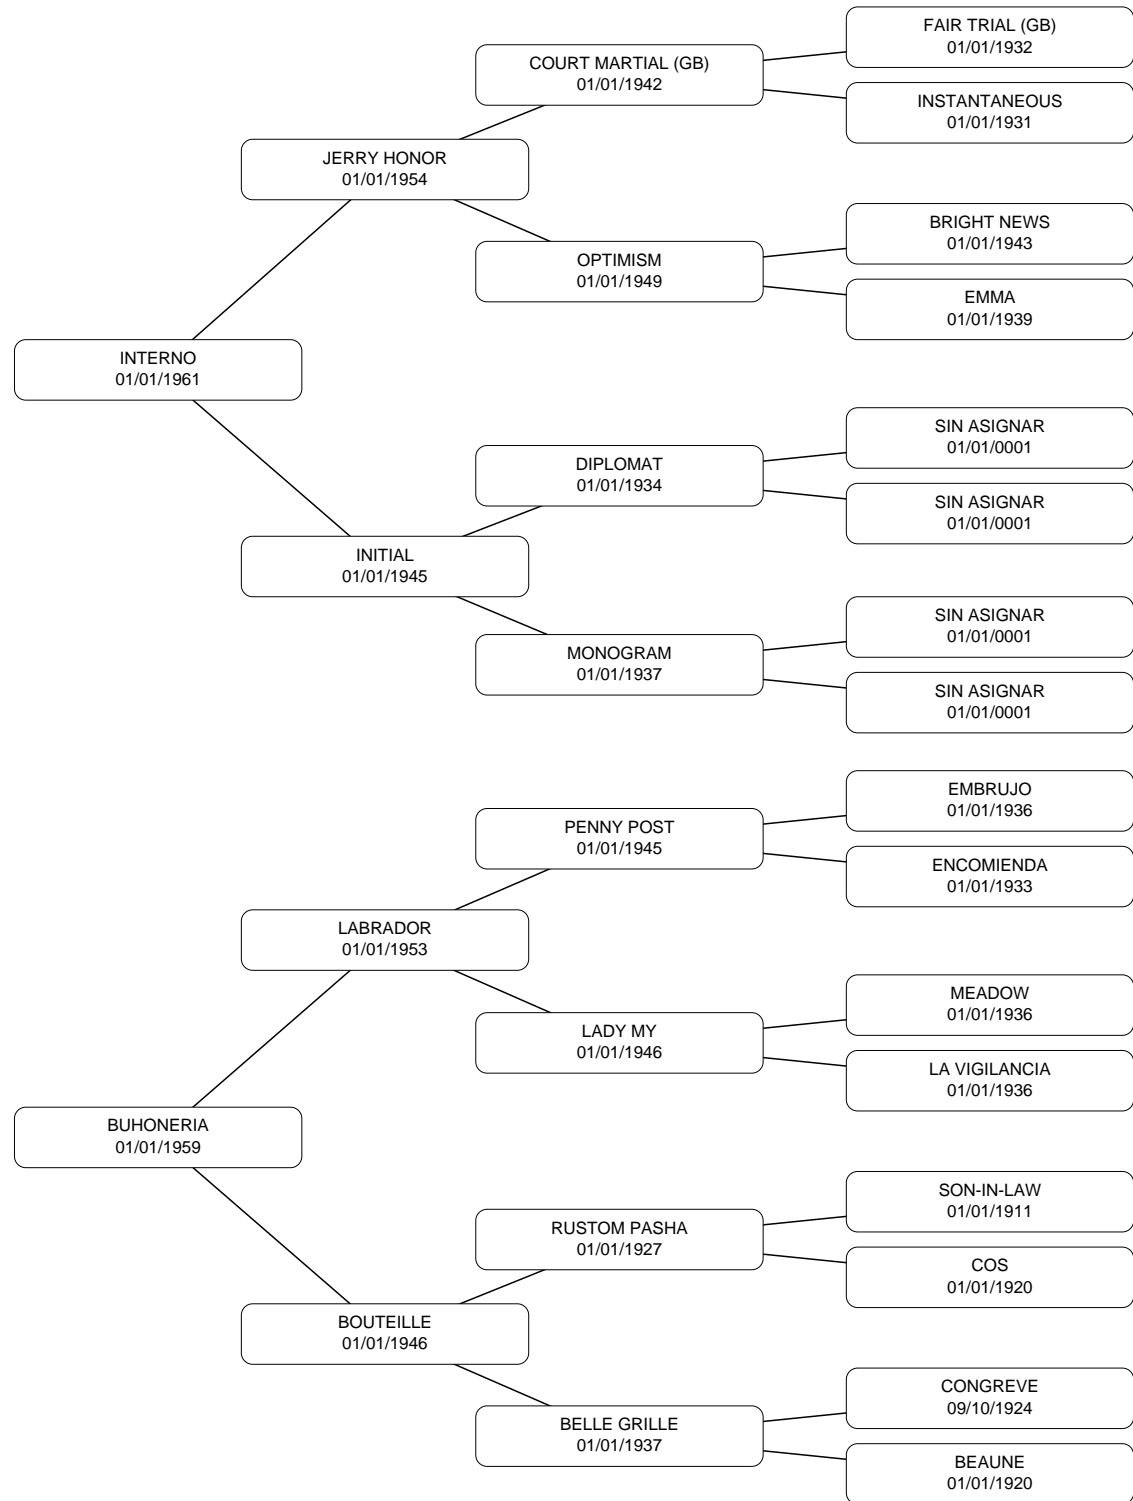 FAIR TRIAL (GB)
01/01/1932
COURT MARTIAL (GB)
01/01/1942
INSTANTANEOUS
01/01/1931
JERRY HONOR
01/01/1954
BRIGHT NEWS
01/01/1943
OPTIMISM
01/01/1949
EMMA
01/01/1939
INTERNO
01/01/1961
SIN ASIGNAR
01/01/0001
DIPLOMAT
01/01/1934
SIN ASIGNAR
01/01/0001
INITIAL
01/01/1945
SIN ASIGNAR
01/01/0001
MONOGRAM
01/01/1937
SIN ASIGNAR
01/01/0001
EMBRUJO
01/01/1936
PENNY POST
01/01/1945
ENCOMIENDA
01/01/1933
LABRADOR
01/01/1953
MEADOW
01/01/1936
LADY MY
01/01/1946
LA VIGILANCIA
01/01/1936
BUHONERIA
01/01/1959
SON-IN-LAW
01/01/1911
RUSTOM PASHA
01/01/1927
COS
01/01/1920
BOUTEILLE
01/01/1946
CONGREVE
09/10/1924
BELLE GRILLE
01/01/1937
BEAUNE
01/01/1920